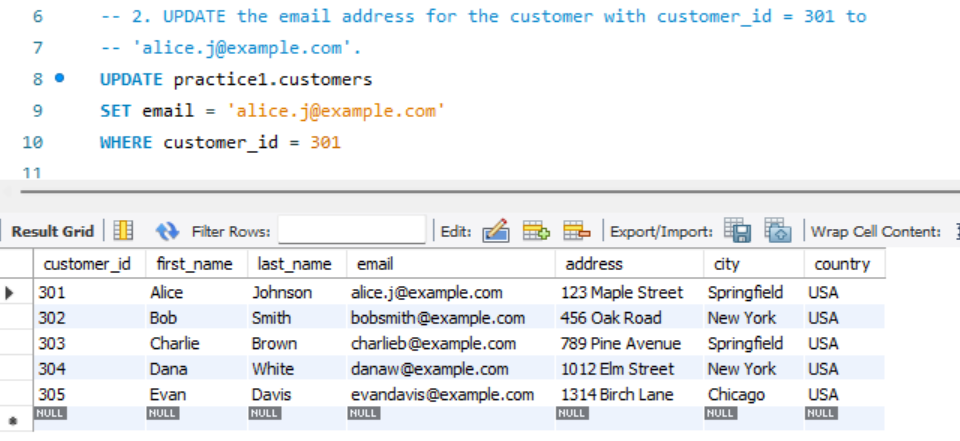 6 -- 2. UPDATE the email address for the customer with customer_id = 301 to
7 -- 'alice.j@example.com'.
8 UPDATE practice1.customers
9 SET email = 'alice.j@example.com'
10 WHERE customer_id = 301
11
Result Grid Filter Rows: Edit: Export/Import: Wrap Cell Content:
customer_id first_name last_name email address city country
301 Alice Johnson alice.j@example.com 123 Maple Street Springfield USA
302 Bob Smith bobsmith@example.com 456 Oak Road New York USA
303 Charlie Brown charlieb@example.com 789 Pine Avenue Springfield USA
304 Dana White danaw@example.com 1012 Elm Street New York USA
305 Evan Davis evandavis@example.com 1314 Birch Lane Chicago USA
NULL NULL NULL NULL NULL NULL NULL